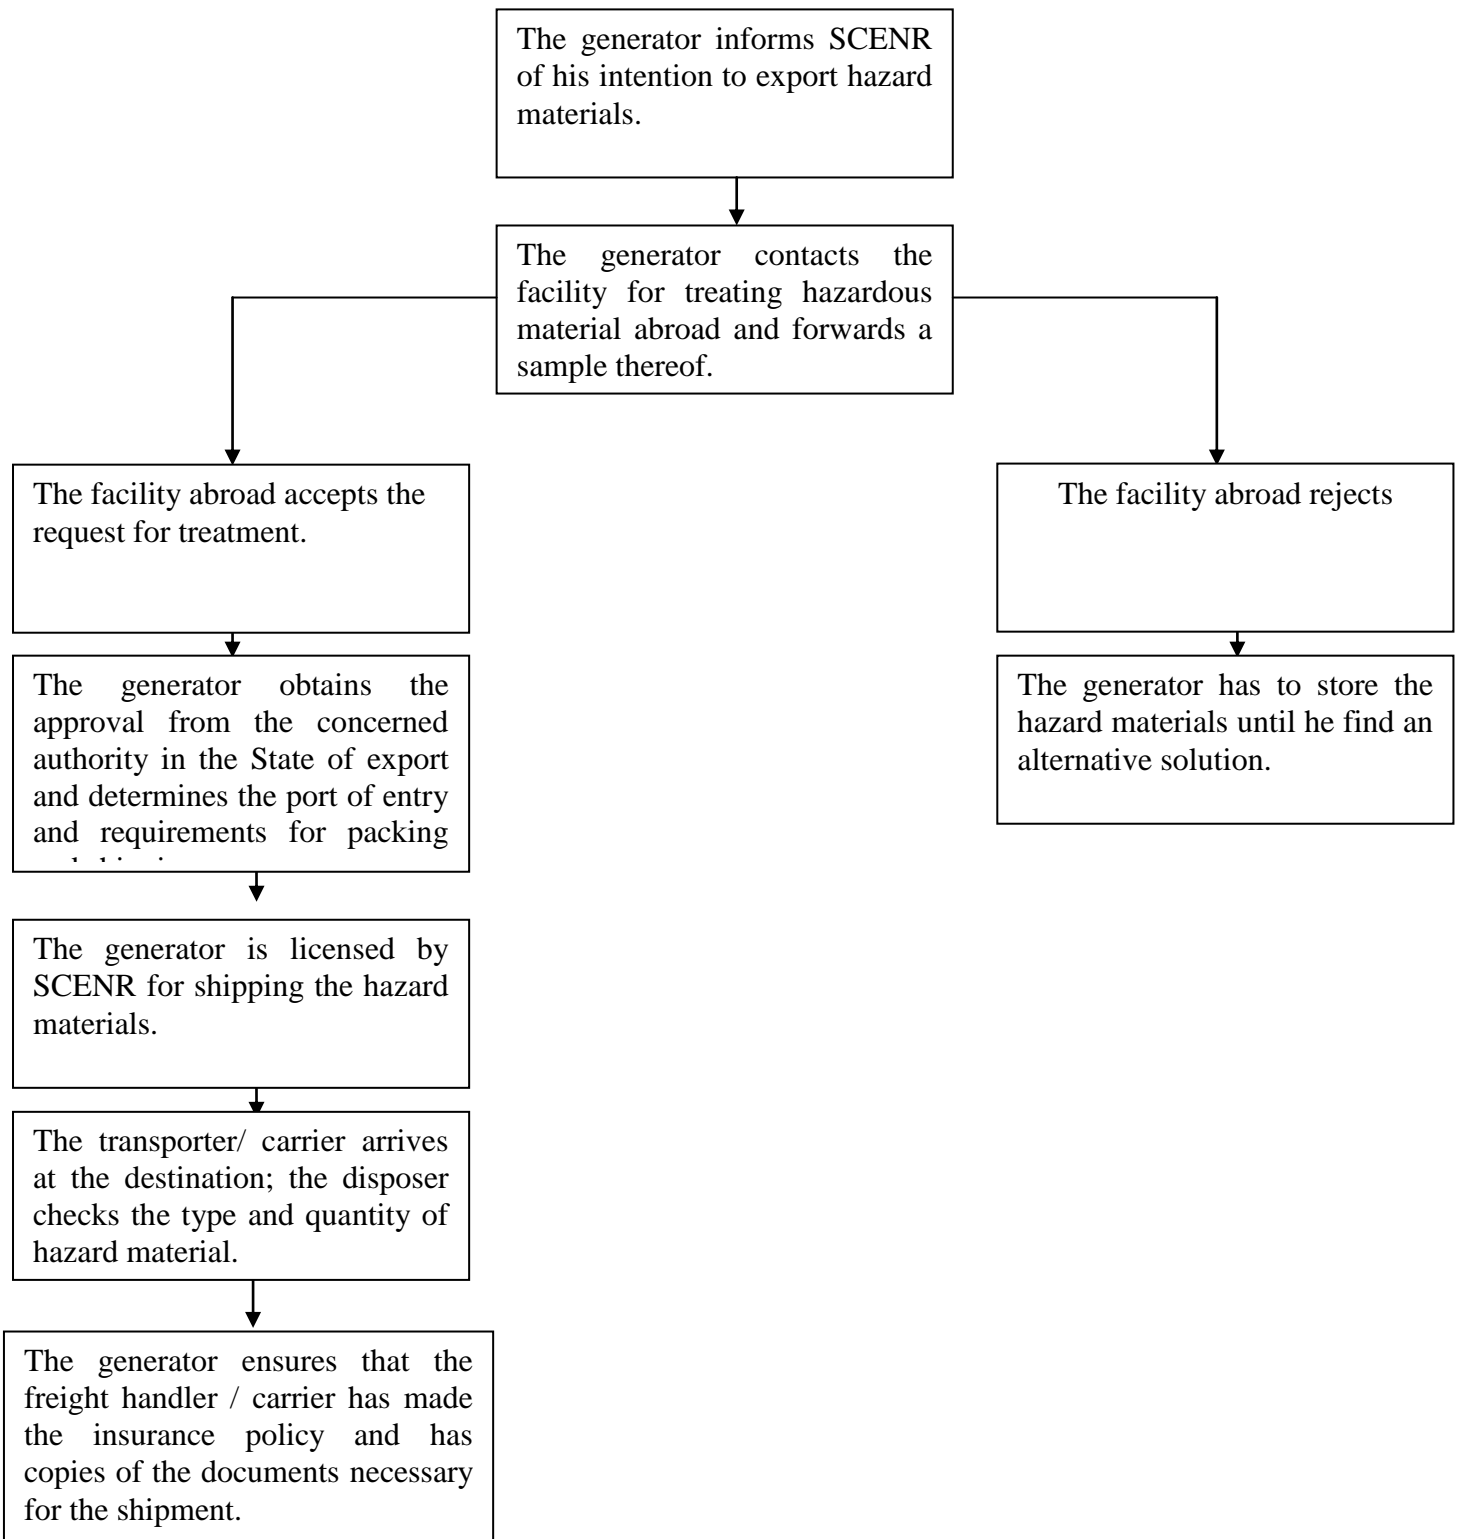 The generator informs SCENR
of his intention to export hazard
materials.
The generator contacts the
facility for treating hazardous
material abroad and forwards a
sample thereof.
The facility abroad accepts the
request for treatment.
The facility abroad rejects
The generator obtains the
approval from the concerned
authority in the State of export
and determines the port of entry
and requirements for packing
The generator has to store the
hazard materials until he find an
alternative solution.
The generator is licensed by
SCENR for shipping the hazard
materials.
The transporter/ carrier arrives
at the destination; the disposer
checks the type and quantity of
hazard material.
The generator ensures that the
freight handler / carrier has made
the insurance policy and has
copies of the documents necessary
for the shipment.